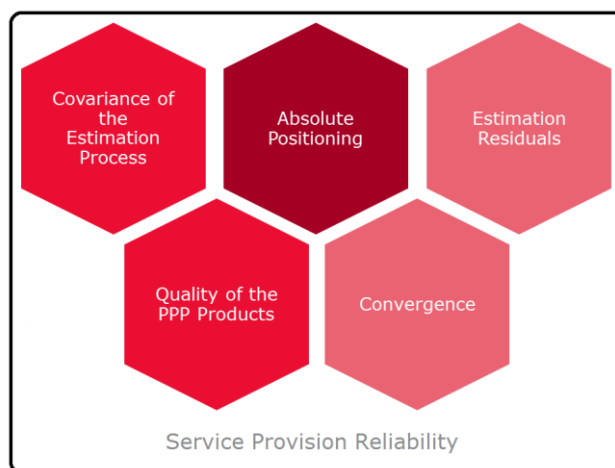 Covariance of
the
Estimation
Process
Absolute
Positioning
Estimation
Residuals
Quality of the
PPP Products
Convergence
Service Provision Reliability